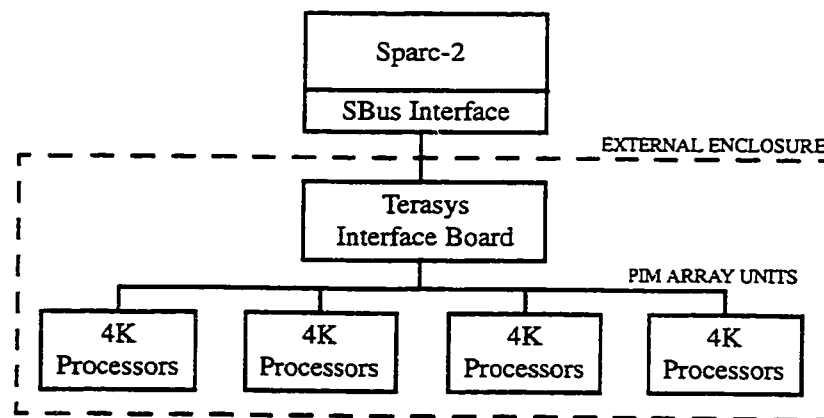 Sparc-2
SBus Interface
EXTERNAL ENCLOSURE
Terasys
Interface Board
PIM ARRAY UNITS
4K
Processors
4K
Processors
4K
Processors
4K
Processors